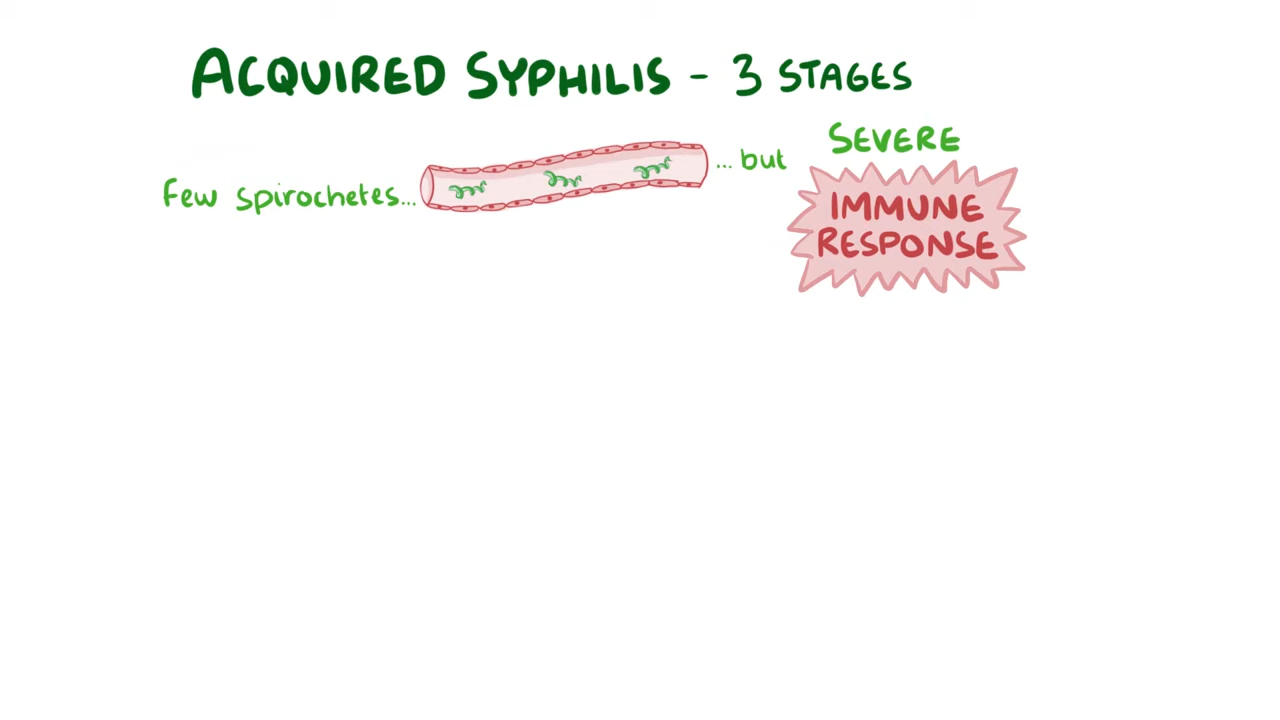 ACQUIRED SYPHILIS - 3 STAGES
Few spirochetes...
... but
SEVERE
IMMUNE
RESPONSE